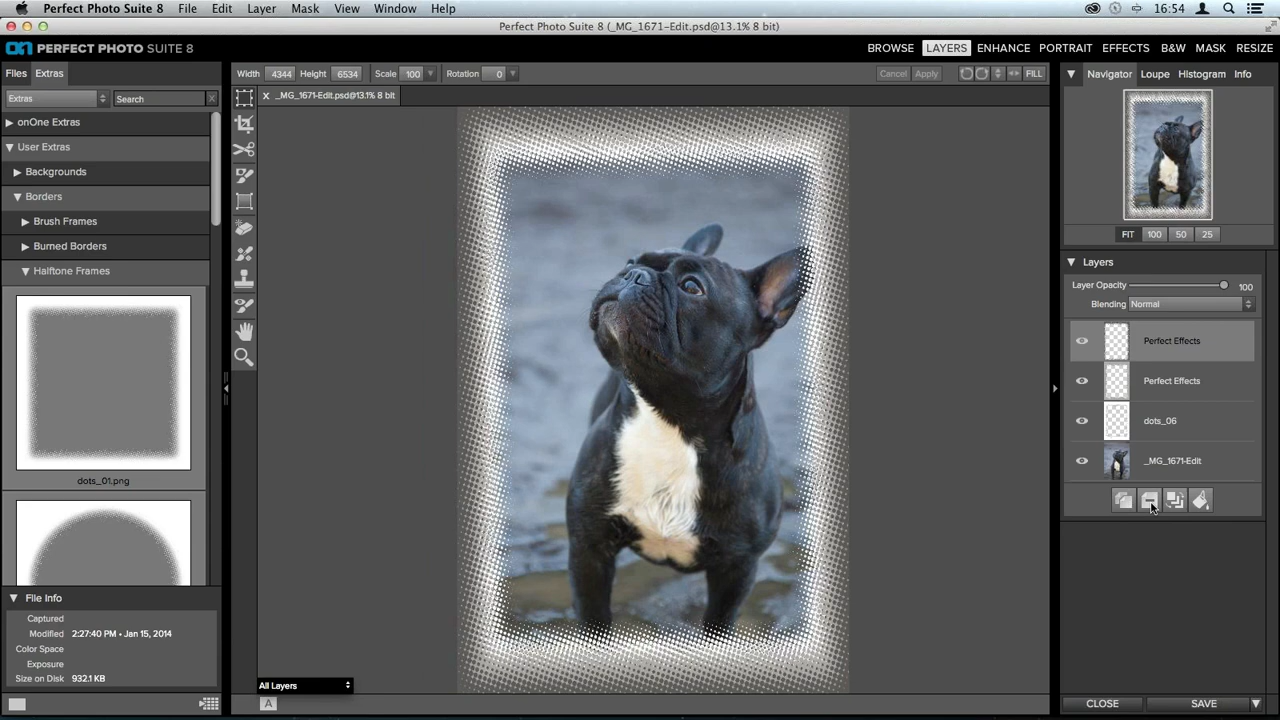 Perfect Photo Suite 8 File Edit Layer Mask View Window Help 16:54
Perfect Photo Suite 8 (_MG_1671-Edit.psd@13.1% 8 bit)
on PERFECT PHOTO SUITE 8 BROWSE LAYERS ENHANCE PORTRAIT EFFECTS B&W MASK RESIZE
Files Extras Width 4344 Height 6534 Scale 100 Rotation 0 Cancel Apply FILL Navigator Loupe Histogram Info
Extras Search X X _MG_1671-Edit.psd@13.1% 8 bit
onOne Extras
User Extras
Backgrounds
Borders
Brush Frames
FIT 100 50 25
Burned Borders
Layers
Halftone Frames
Layer Opacity 100
Blending Normal
Perfect Effects
Perfect Effects
dots_06
_MG_1671-Edit
dots_01.png
File Info
Captured
Modified 2:27:40 PM • Jan 15, 2014
Color Space
Exposure
Size on Disk 932.1 KB
All Layers
A CLOSE SAVE